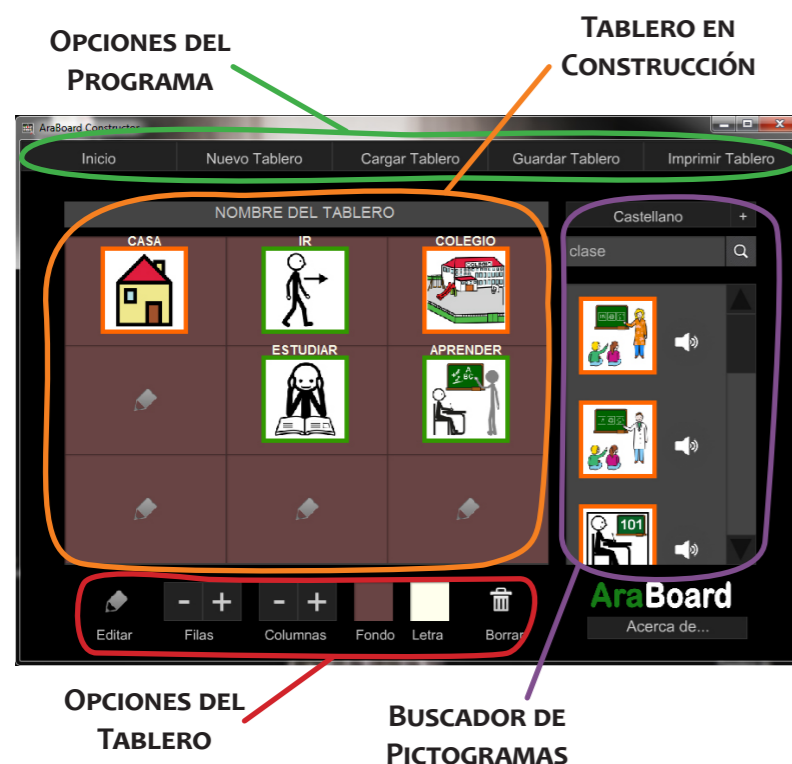 OPCIONES DEL
PROGRAMA
TABLERO EN
CONSTRUCCIÓN
AraBoard Constructor
Inicio
Nuevo Tablero
Cargar Tablero
Guardar Tablero
Imprimir Tablero
NOMBRE DEL TABLERO
Castellano +
clase
CASA
IR
COLEGIO
COLEGIO
ESTUDIAR
APRENDER
A
BC
101
- +
- +
Editar
Filas
Columnas
Fondo
Letra
Borrar
AraBoard
Acerca de...
OPCIONES DEL
TABLERO
BUSCADOR DE
PICTOGRAMAS